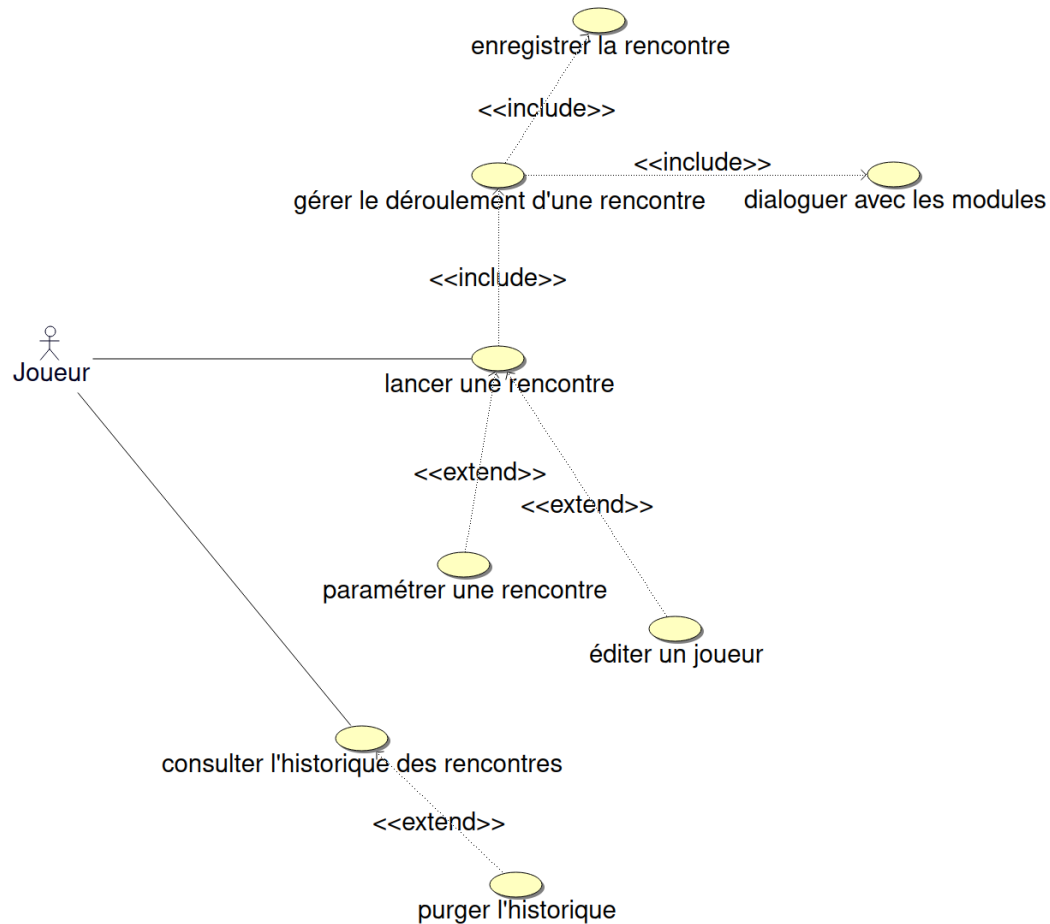 enregistrer la rencontre
<<include>>
<<include>>
gérer le déroulement d'une rencontre
dialoguer avec les modules
<<include>>
Joueur
lancer une rencontre
<<extend>>
<<extend>>
paramétrer une rencontre
éditer un joueur
consulter l'historique des rencontres
<<extend>>
purger l'historique